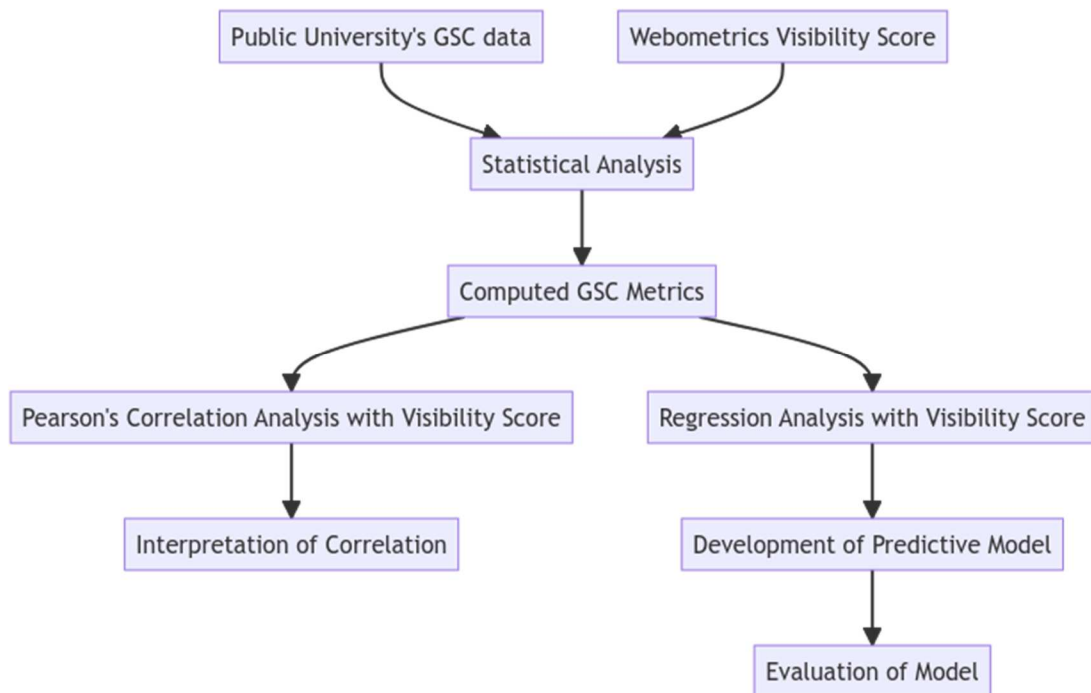 Public University's GSC data
Webometrics Visibility Score
Statistical Analysis
Computed GSC Metrics
Pearson's Correlation Analysis with Visibility Score
Regression Analysis with Visibility Score
Interpretation of Correlation
Development of Predictive Model
Evaluation of Model